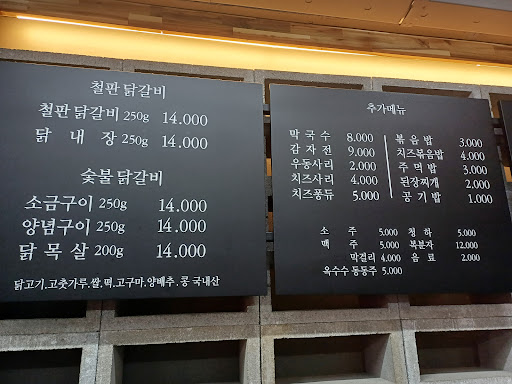 철판 닭갈비
철판 닭갈비 250g 14.000
닭 내 장 250g 14.000
숯불 닭갈비
소금구이 250g 14.000
양념구이 250g 14.000
닭 목 살 200g 14.000
닭고기.고춧가루.쌀.떡.고구마.양배추.콩 국내산
추가메뉴
막국수 8.000
감자전 9.000
우동사리 2.000
치즈사리 4.000
치즈퐁듀 5.000
볶음밥 3.000
치즈볶음밥 4.000
주먹밥 3.000
된장찌개 2.000
공기밥 1.000
소 주 5.000 청 하 5.000
맥 주 5.000 복분자 12.000
막걸리 4.000 음 료 2.000
옥수수 동동주 5.000